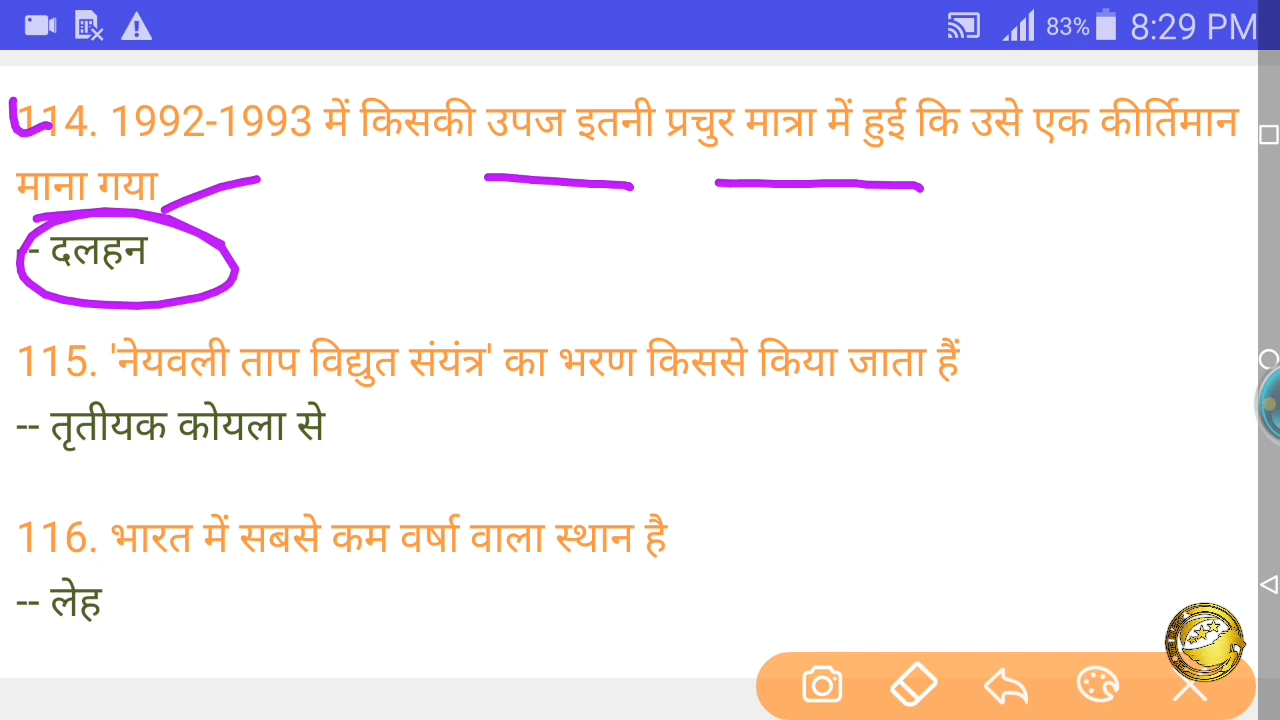 83% 8:29 PM
114. 1992-1993 में किसकी उपज इतनी प्रचुर मात्रा में हुई कि उसे एक कीर्तिमान
माना गया
-- दलहन
115. 'नेयवली ताप विद्युत संयंत्र' का भरण किससे किया जाता हैं
-- तृतीयक कोयला से
116. भारत में सबसे कम वर्षा वाला स्थान है
-- लेह